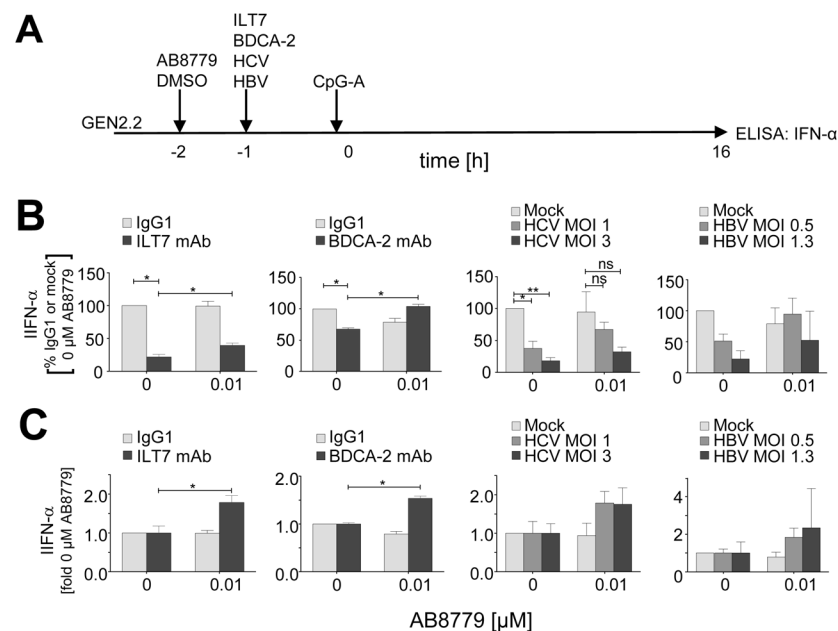 A
AB8779
DMSO
ILT7
BDCA-2
HCV
HBV
CpG-A
GEN2.2
-2
-1
0
16
time [h]
ELISA: IFN-α
B
IgG1
ILT7 mAb
IgG1
BDCA-2 mAb
Mock
HCV MOI 1
HCV MOI 3
Mock
HBV MOI 0.5
HBV MOI 1.3
IIFN-α
[% IgG1 or mock]
[0 µM AB8779]
150
100
50
0
*
*
0
0.01
150
100
50
0
*
*
0
0.01
150
100
50
0
*
**
ns
ns
0
0.01
150
100
50
0
0
0.01
C
IgG1
ILT7 mAb
IgG1
BDCA-2 mAb
Mock
HCV MOI 1
HCV MOI 3
Mock
HBV MOI 0.5
HBV MOI 1.3
IIFN-α
[fold 0 µM AB8779]
2.0
1.0
0.0
*
0
0.01
2.0
1.0
0.0
*
0
0.01
2.0
1.0
0.0
0
0.01
4
2
0
0
0.01
AB8779 [µM]